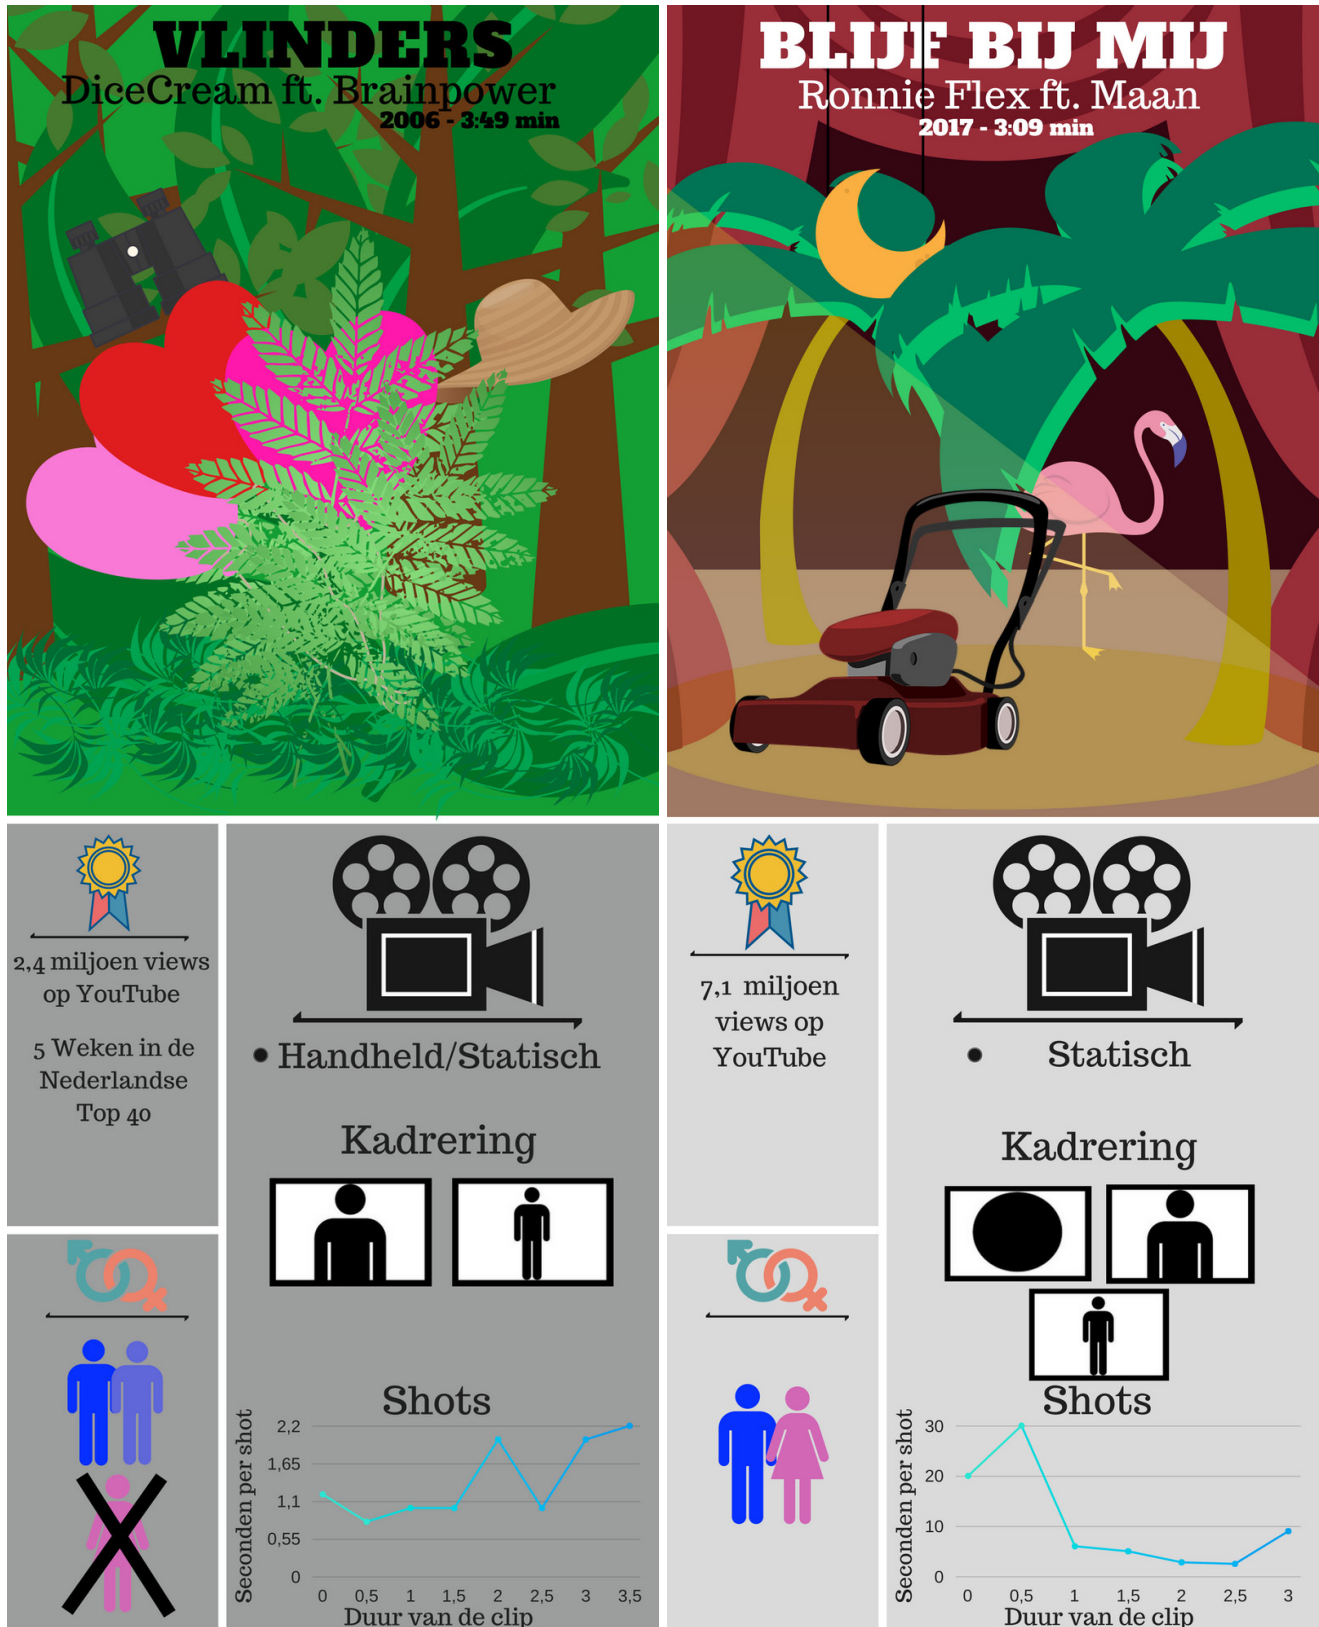 VLINDERS
DiceCream ft. Brainpower
2006 - 3:49 min
2,4 miljoen views
op YouTube
5 Weken in de
Nederlandse
Top 40
Handheld/Statisch
Kadrering
Shots
Seconden per shot
2,2
1,65
1,1
0,55
0
0 0,5 1 1,5 2 2,5 3 3,5
Duur van de clip
BLIJF BIJ MIJ
Ronnie Flex ft. Maan
2017 - 3:09 min
7,1 miljoen
views op
YouTube
Statisch
Kadrering
Shots
Seconden per shot
30
20
10
0
0 0,5 1 1,5 2 2,5 3
Duur van de clip